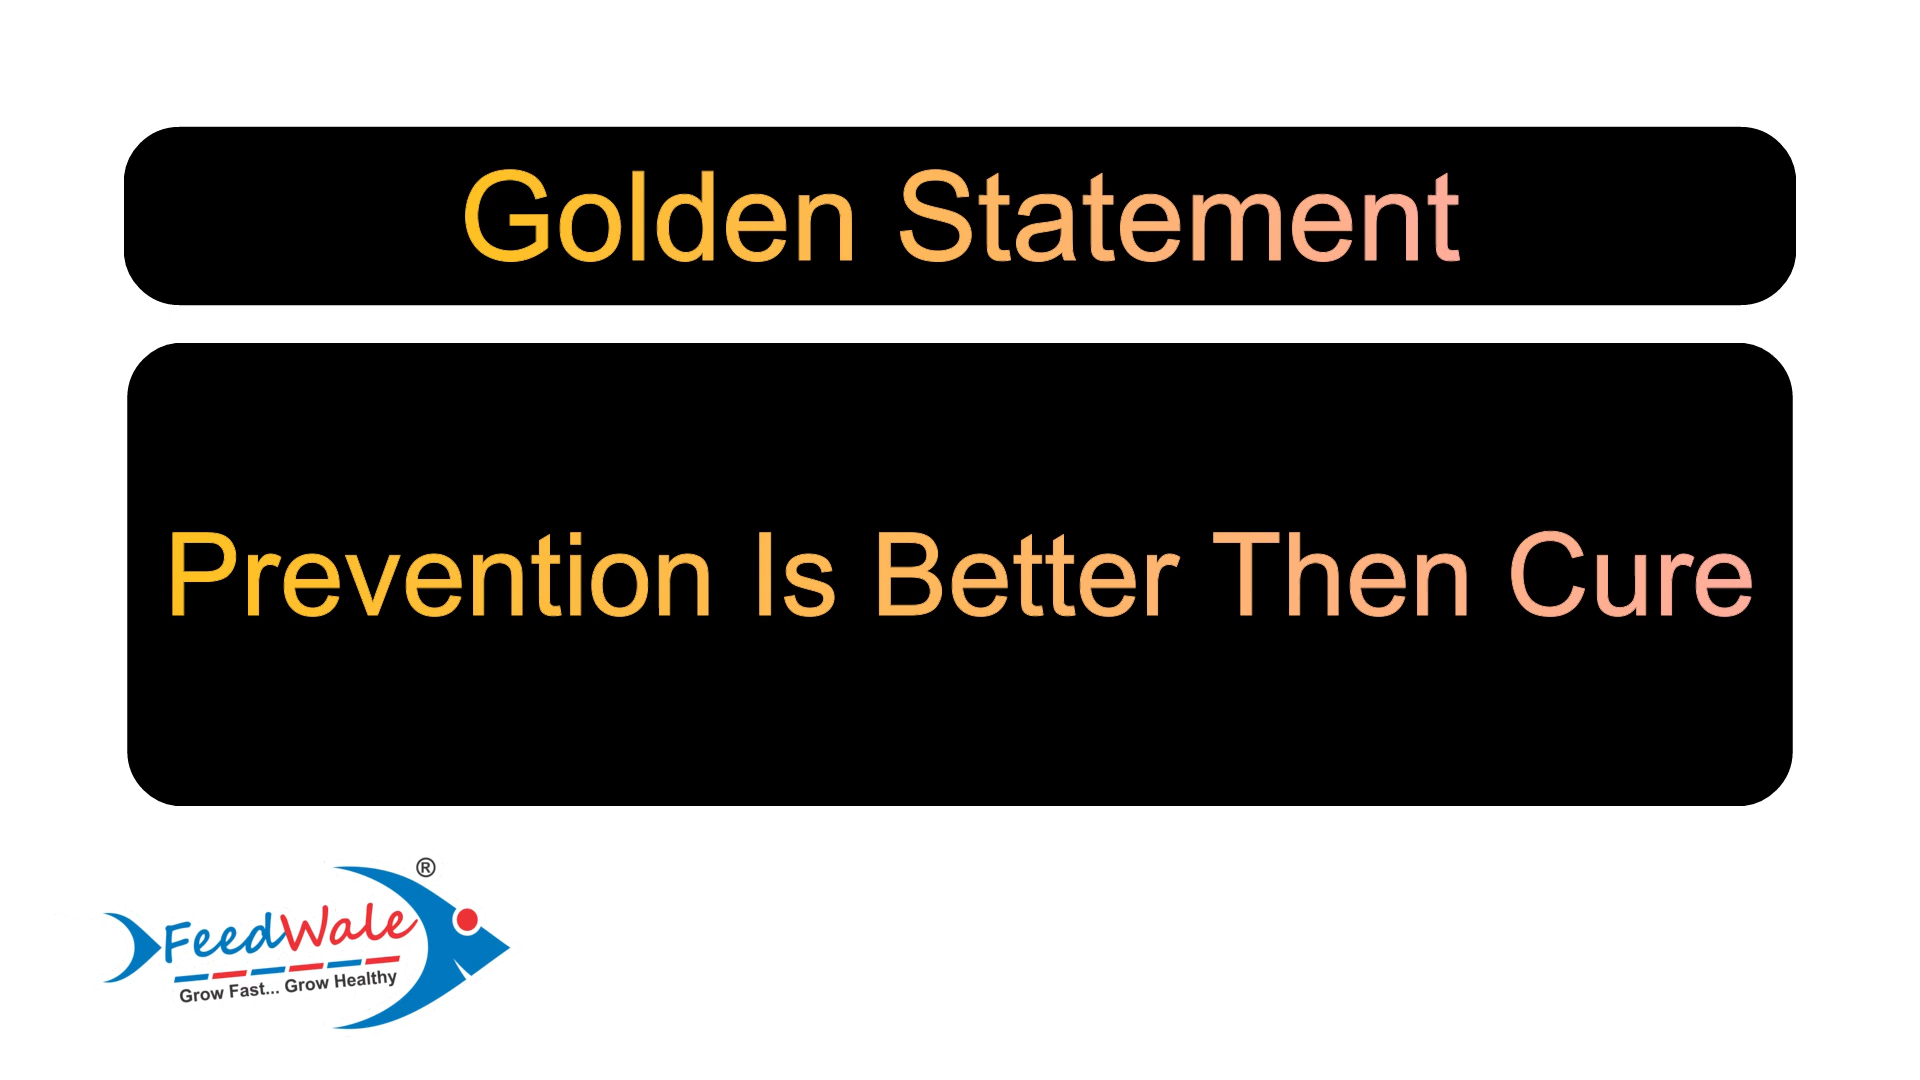 Golden Statement
Prevention Is Better Then Cure
®
FeedWale
Grow Fast... Grow Healthy